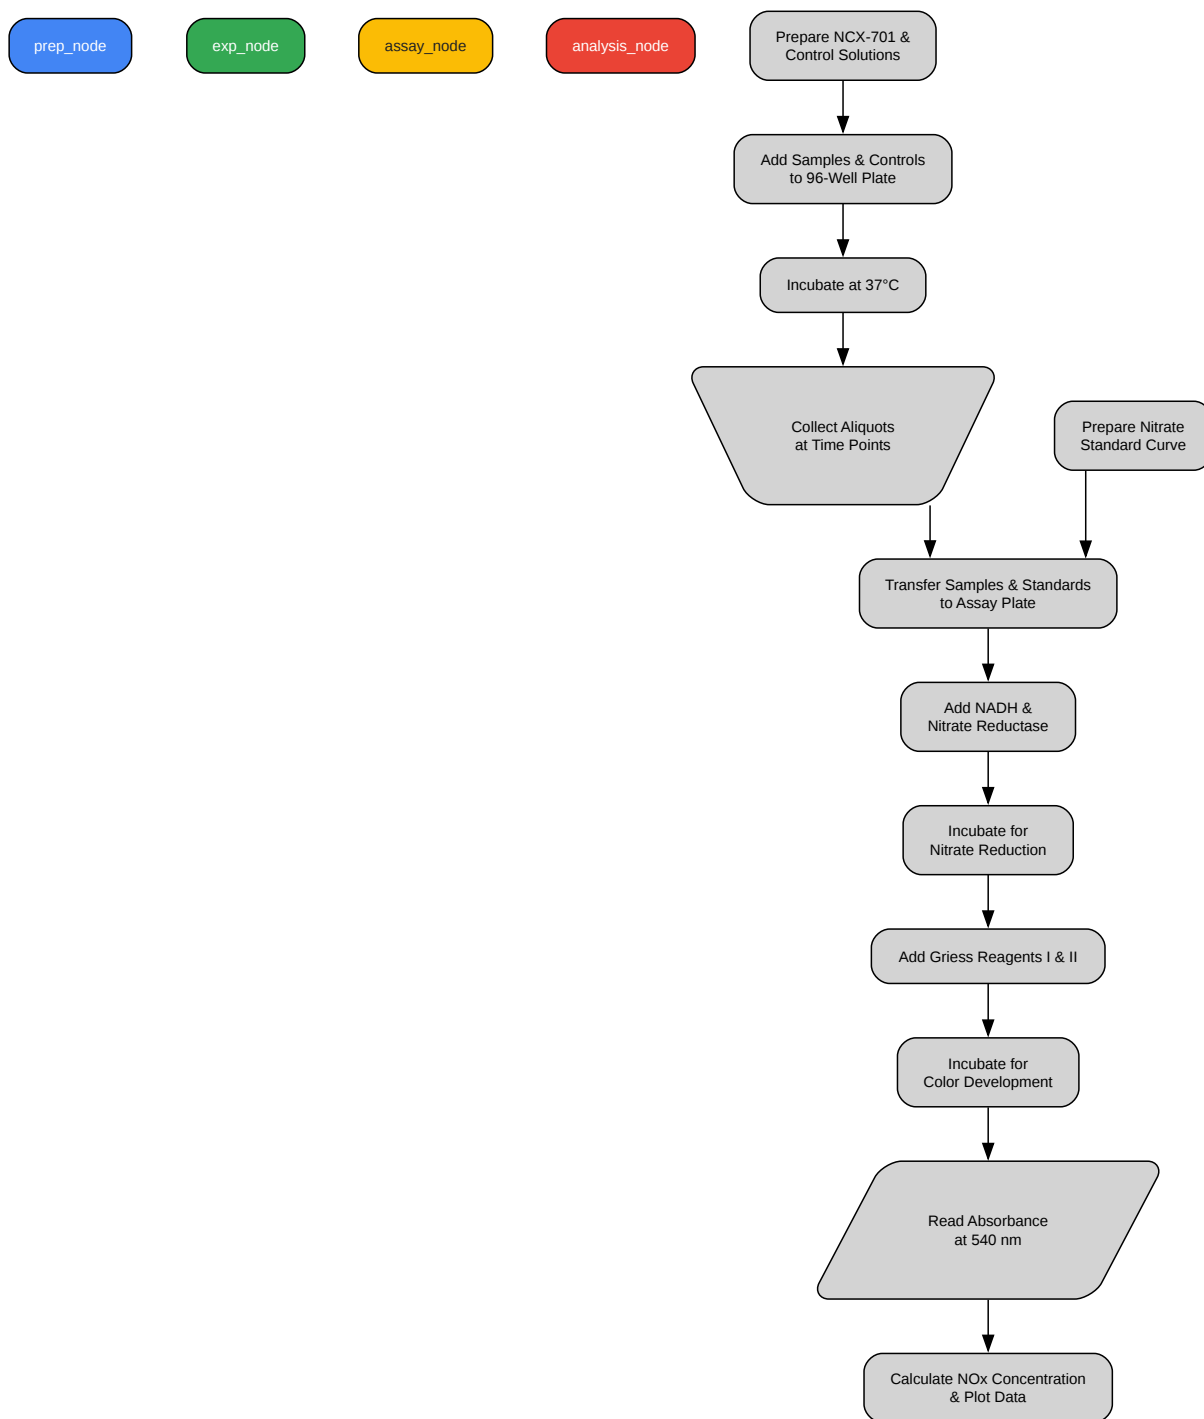 prep_node
exp_node
assay_node
analysis_node
Prepare NCX-701 &
Control Solutions
Add Samples & Controls
to 96-Well Plate
Incubate at 37°C
Collect Aliquots
at Time Points
Prepare Nitrate
Standard Curve
Transfer Samples & Standards
to Assay Plate
Add NADH &
Nitrate Reductase
Incubate for
Nitrate Reduction
Add Griess Reagents I & II
Incubate for
Color Development
Read Absorbance
at 540 nm
Calculate NOx Concentration
& Plot Data